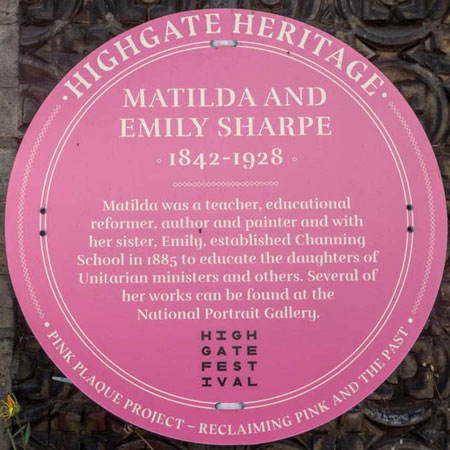 ·HIGHGATE HERITAGE·
MATILDA AND
EMILY SHARPE
◦ 1842-1928 ◦
Matilda was a teacher, educational
reformer, author and painter and with
her sister, Emily, established Channing
School in 1885 to educate the daughters of
Unitarian ministers and others. Several of
her works can be found at the
National Portrait Gallery.
HIGH
GATE
FEST
IVAL
• PINK PLAQUE PROJECT – RECLAIMING PINK AND THE PAST •